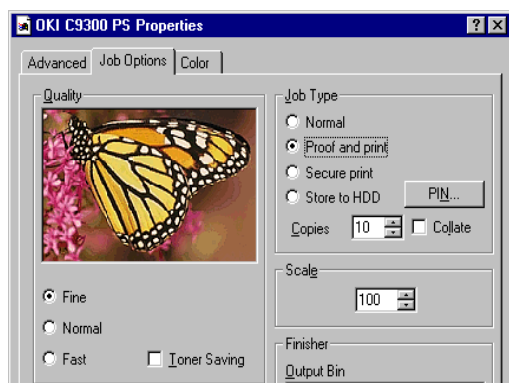 OKI C9300 PS Properties
Advanced Job Options Color
Quality
Fine
Normal
Fast
Toner Saving
Job Type
Normal
Proof and print
Secure print
Store to HDD
PIN...
Copies 10 Collate
Scale
100
Finisher
Output Bin